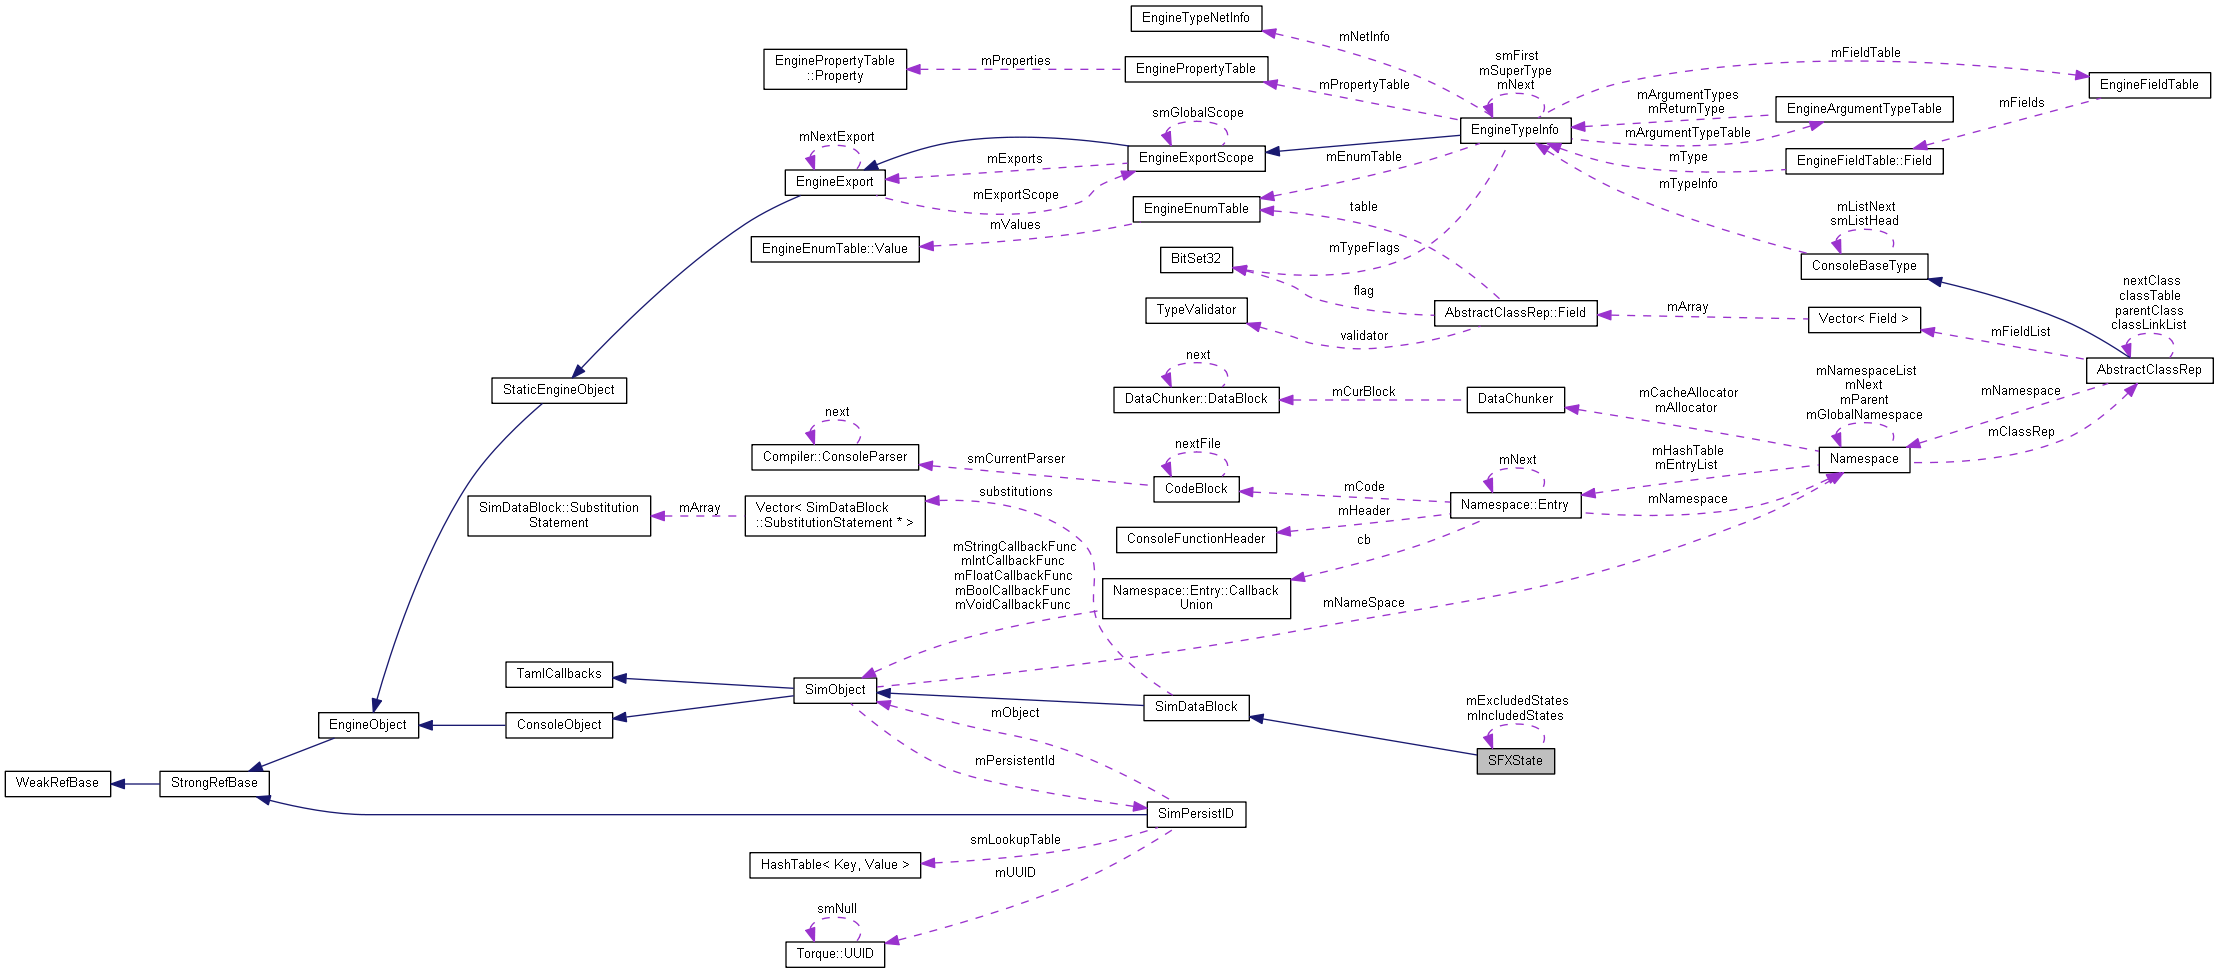 EngineTypeNetInfo
mNetInfo
EnginePropertyTable
::Property
mProperties
EnginePropertyTable
mPropertyTable
smFirst
mSuperType
mNext
mFieldTable
EngineFieldTable
mArgumentTypes
mReturnType
EngineArgumentTypeTable
mFields
smGlobalScope
EngineTypeInfo
mArgumentTypeTable
mNextExport
mExports
EngineExportScope
mEnumTable
mType
EngineFieldTable::Field
EngineExport
mExportScope
mTypeInfo
EngineEnumTable
table
mListNext
smListHead
mValues
EngineEnumTable::Value
mTypeFlags
BitSet32
ConsoleBaseType
flag
nextClass
classTable
parentClass
classLinkList
TypeValidator
AbstractClassRep::Field
mArray
Vector< Field >
mFieldList
validator
next
AbstractClassRep
StaticEngineObject
mNamespaceList
mNext
mParent
mGlobalNamespace
mNamespace
DataChunker::DataBlock
mCurBlock
DataChunker
mCacheAllocator
mAllocator
mClassRep
next
nextFile
Compiler::ConsoleParser
smCurrentParser
mNext
mHashTable
mEntryList
Namespace
CodeBlock
mCode
substitutions
mNamespace
SimDataBlock::Substitution
Statement
mArray
Vector< SimDataBlock
::SubstitutionStatement * >
mHeader
Namespace::Entry
ConsoleFunctionHeader
cb
mStringCallbackFunc
mIntCallbackFunc
mFloatCallbackFunc
mBoolCallbackFunc
mVoidCallbackFunc
Namespace::Entry::Callback
Union
mNameSpace
TamlCallbacks
SimObject
mExcludedStates
mIncludedStates
SimDataBlock
mObject
EngineObject
ConsoleObject
mPersistentId
SFXState
WeakRefBase
StrongRefBase
SimPersistID
smLookupTable
HashTable< Key, Value >
mUUID
smNull
Torque::UUID